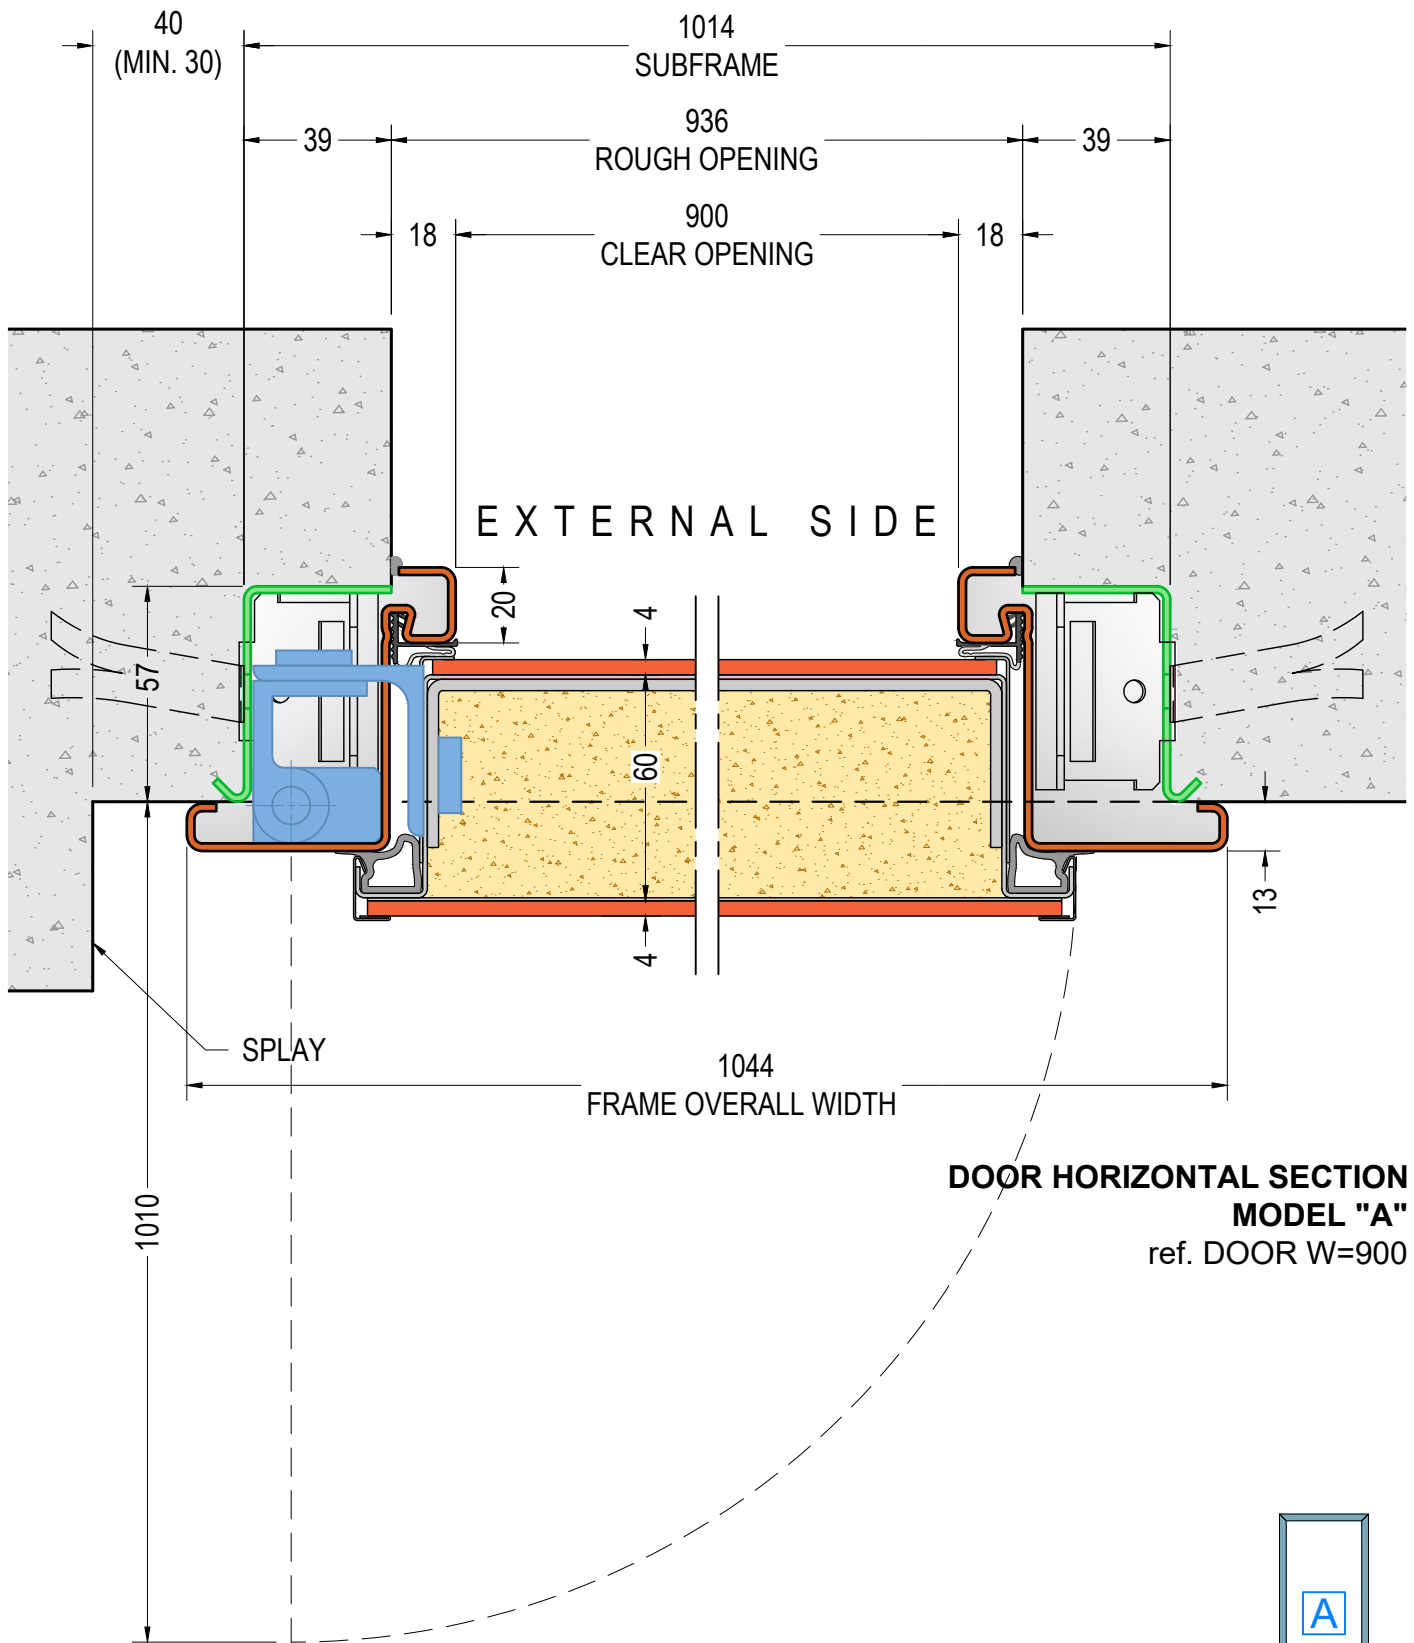 40
(MIN. 30)
1014
SUBFRAME
39
936
ROUGH OPENING
39
18
900
CLEAR OPENING
18
EXTERNAL SIDE
20
4
57
60
13
4
SPLAY
1044
FRAME OVERALL WIDTH
DOOR HORIZONTAL SECTION
MODEL "A"
ref. DOOR W=900
1010
A